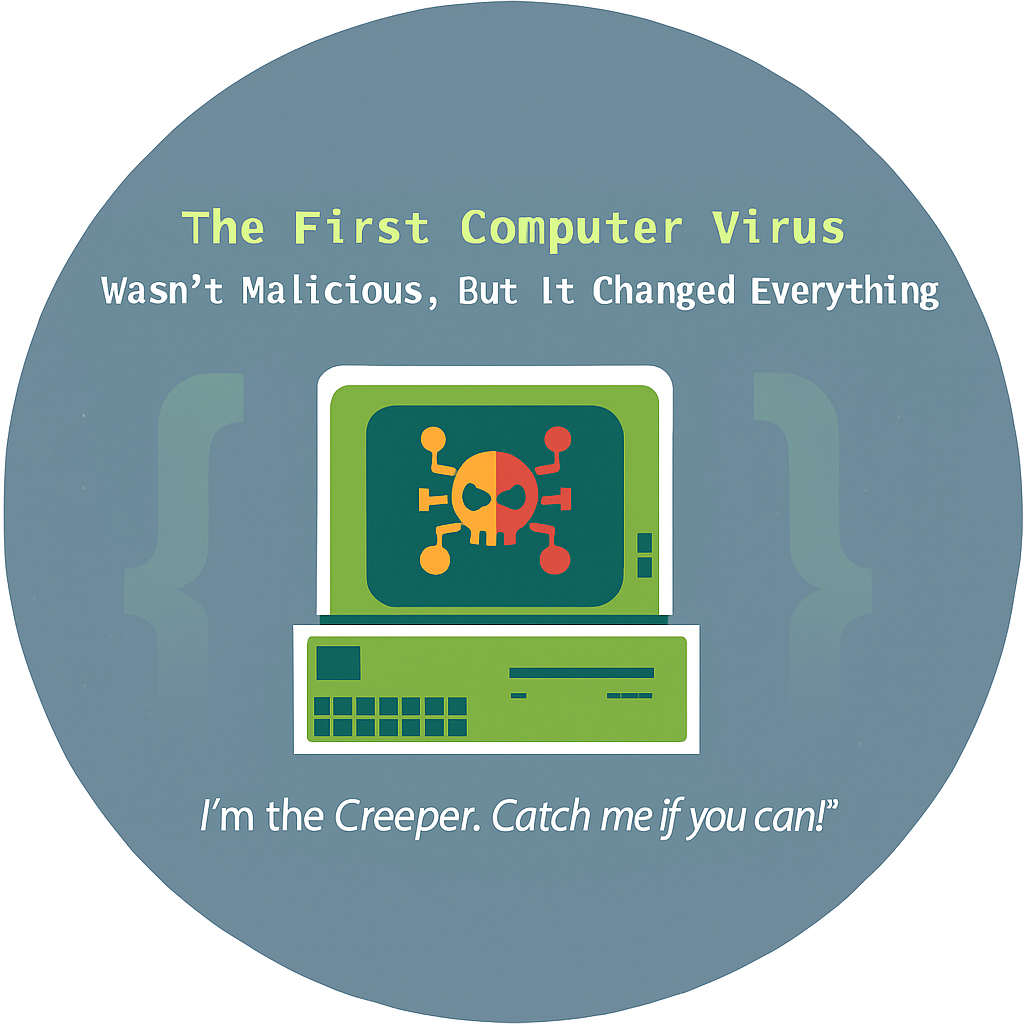 The First Computer Virus
Wasn’t Malicious, But It Changed Everything
I’m the Creeper. Catch me if you can!”